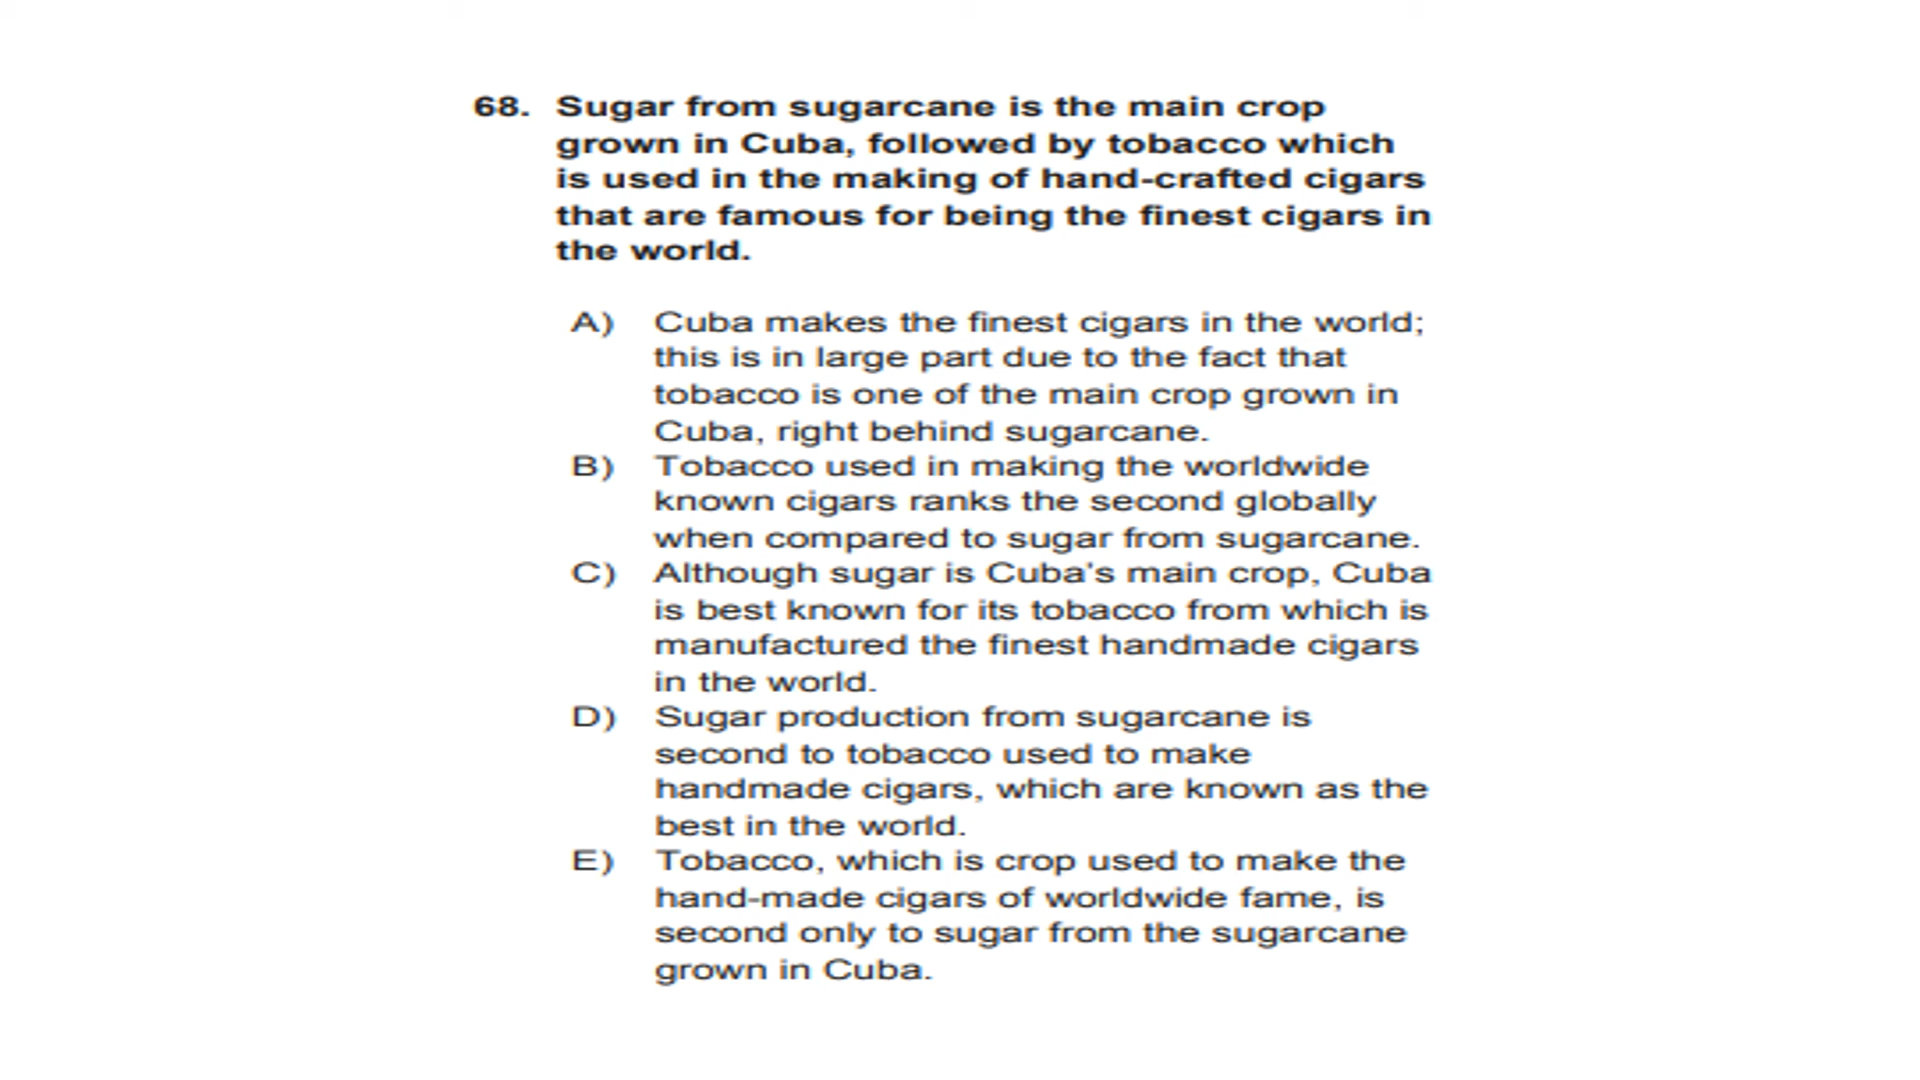 68. Sugar from sugarcane is the main crop
grown in Cuba, followed by tobacco which
is used in the making of hand-crafted cigars
that are famous for being the finest cigars in
the world.
A) Cuba makes the finest cigars in the world;
this is in large part due to the fact that
tobacco is one of the main crop grown in
Cuba, right behind sugarcane.
B) Tobacco used in making the worldwide
known cigars ranks the second globally
when compared to sugar from sugarcane.
C) Although sugar is Cuba's main crop, Cuba
is best known for its tobacco from which is
manufactured the finest handmade cigars
in the world.
D) Sugar production from sugarcane is
second to tobacco used to make
handmade cigars, which are known as the
best in the world.
E) Tobacco, which is crop used to make the
hand-made cigars of worldwide fame, is
second only to sugar from the sugarcane
grown in Cuba.